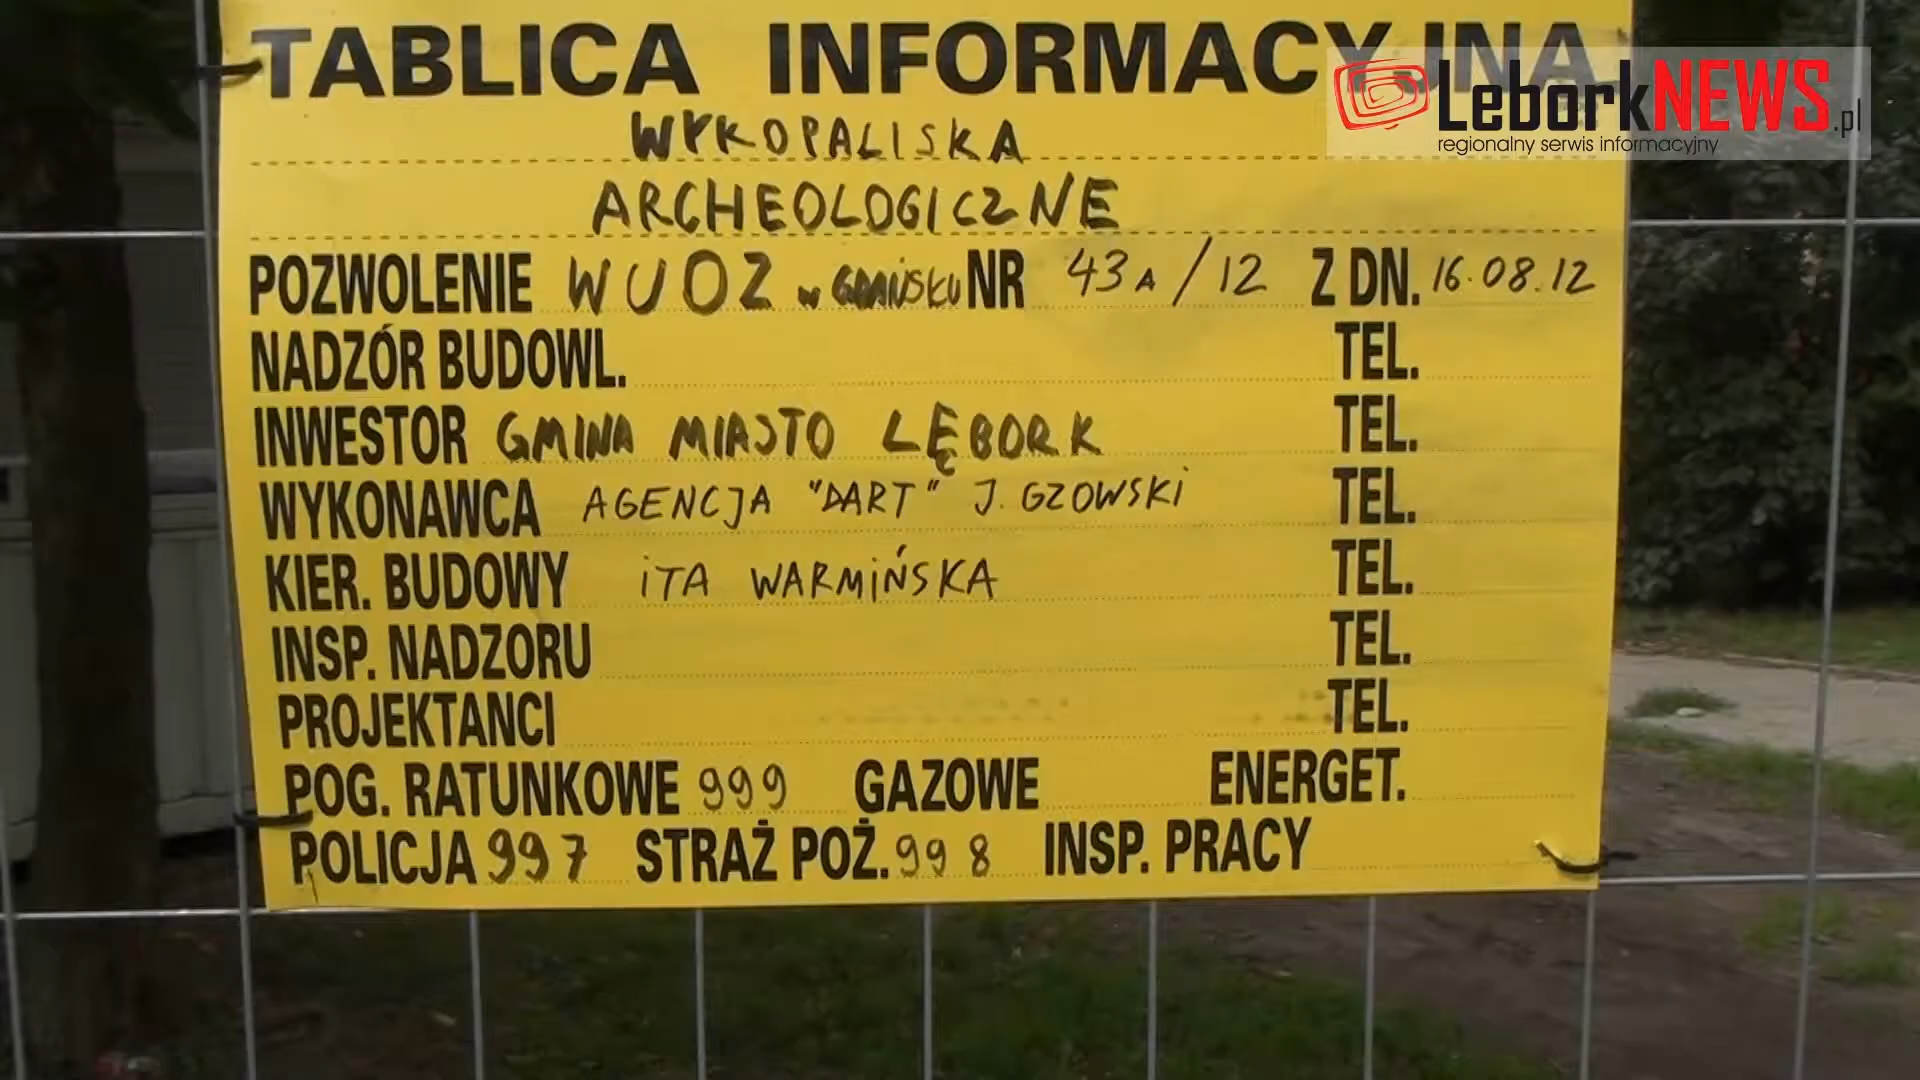 TABLICA INFORMACYJNA
LęborkNEWS.pl
regionalny serwis informacyjny
WYKOPALISKA
ARCHEOLOGICZNE
POZWOLENIE WUOZ w GDAŃSKU NR 43A/12 Z DN. 16.08.12
NADZÓR BUDOWL. TEL.
INWESTOR GMINA MIASTO LĘBORK TEL.
WYKONAWCA AGENCJA "DART" J. GZOWSKI TEL.
KIER. BUDOWY iTA WARMiŃSKA TEL.
INSP. NADZORU TEL.
PROJEKTANCI TEL.
POG. RATUNKOWE 999 GAZOWE ENERGET.
POLICJA 997 STRAŻ POŻ. 998 INSP. PRACY